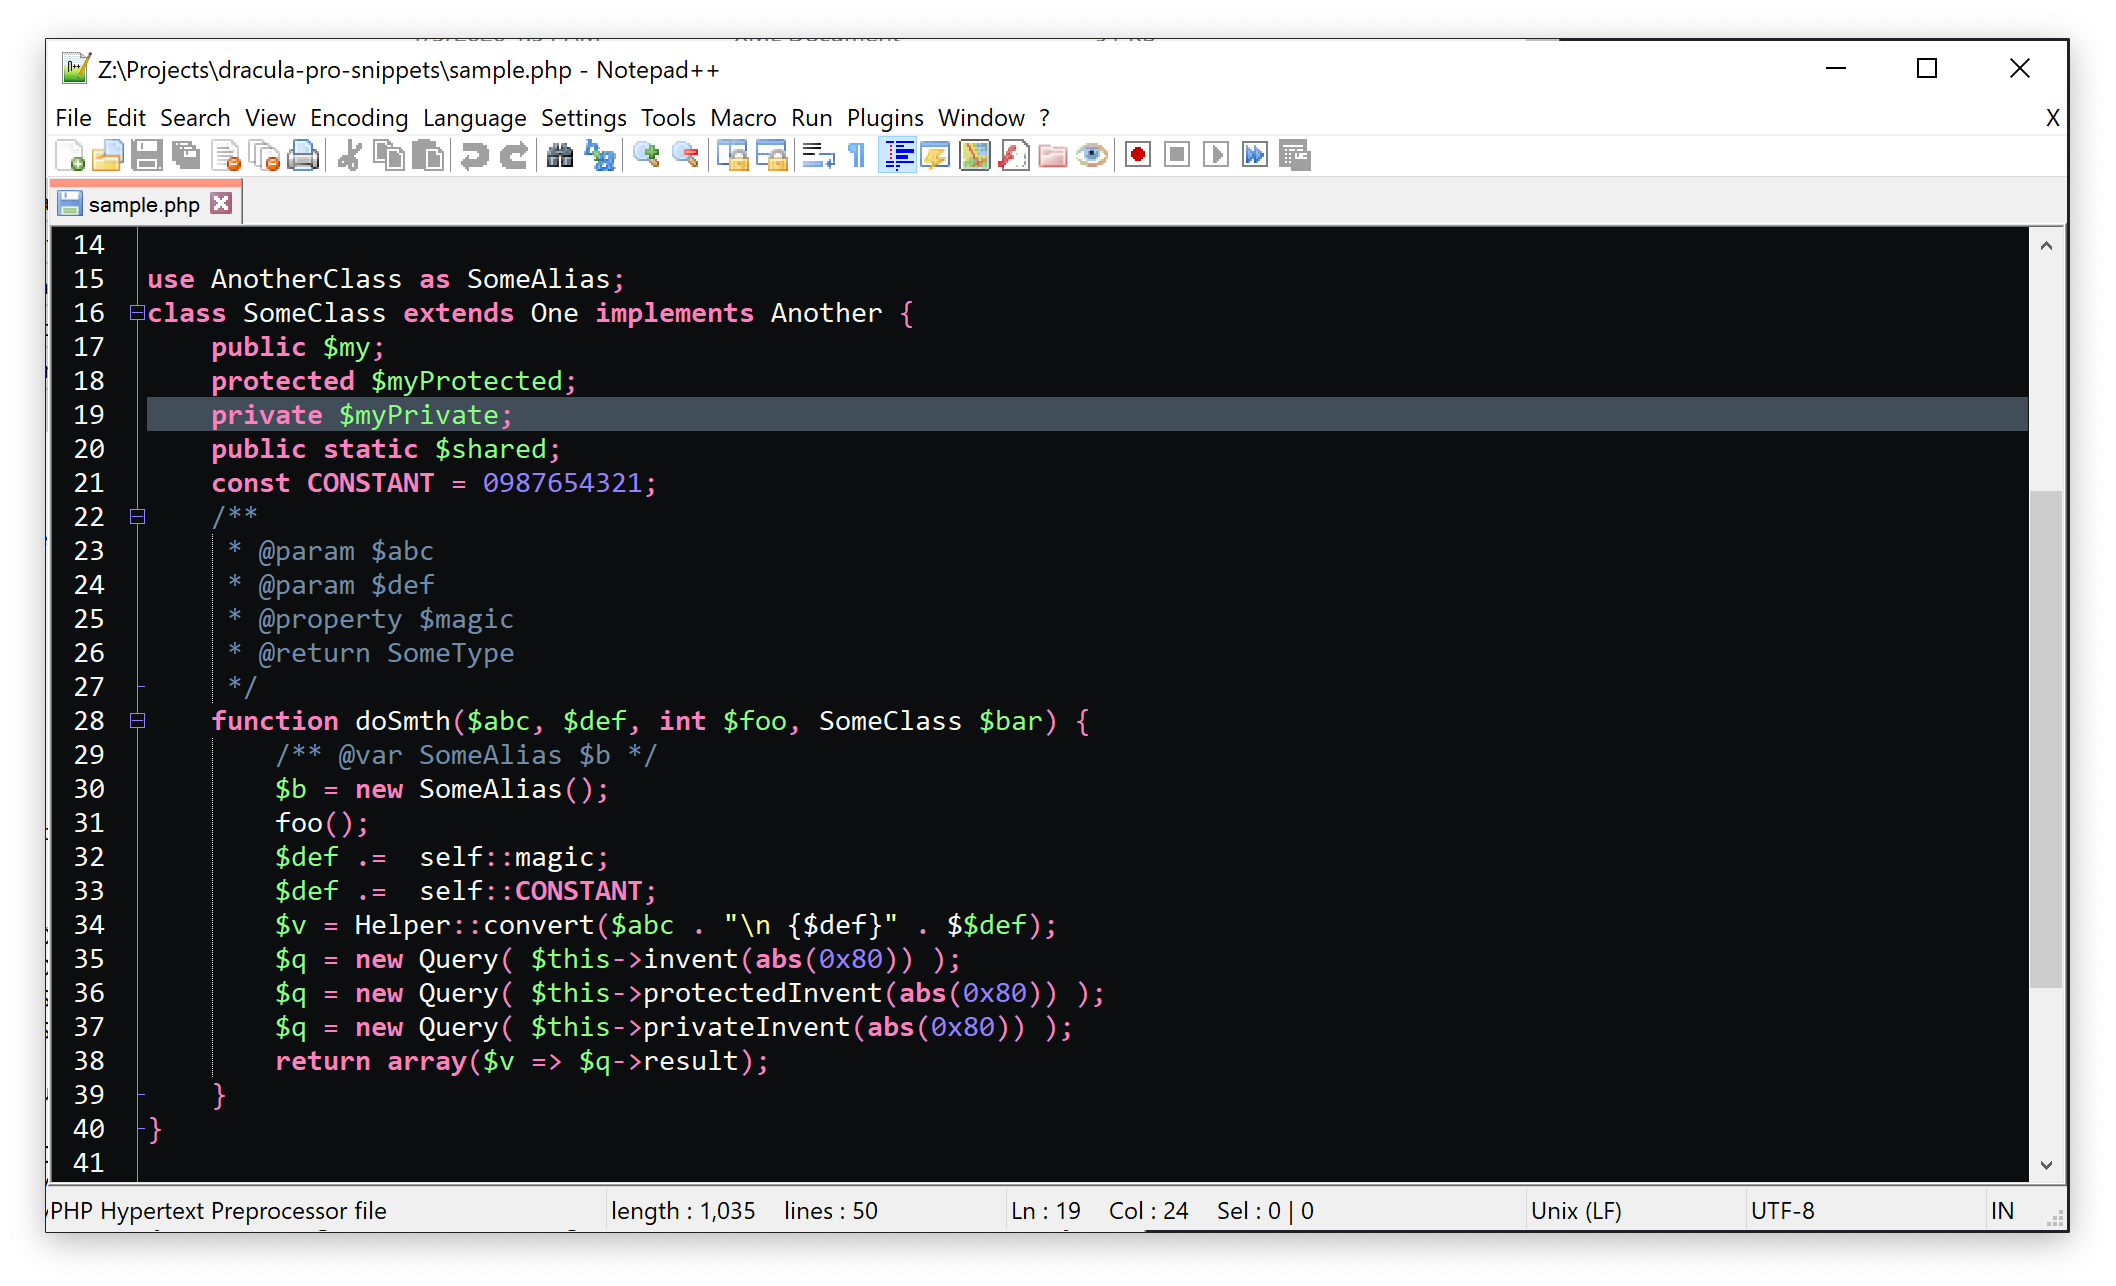 Z:\Projects\dracula-pro-snippets\sample.php - Notepad++
File Edit Search View Encoding Language Settings Tools Macro Run Plugins Window ? X
sample.php
14
15 use AnotherClass as SomeAlias;
16 class SomeClass extends One implements Another {
17     public $my;
18     protected $myProtected;
19     private $myPrivate;
20     public static $shared;
21     const CONSTANT = 0987654321;
22     /**
23      * @param $abc
24      * @param $def
25      * @property $magic
26      * @return SomeType
27      */
28     function doSmth($abc, $def, int $foo, SomeClass $bar) {
29         /** @var SomeAlias $b */
30         $b = new SomeAlias();
31         foo();
32         $def .=  self::magic;
33         $def .=  self::CONSTANT;
34         $v = Helper::convert($abc . "\n {$def}" . $$def);
35         $q = new Query( $this->invent(abs(0x80)) );
36         $q = new Query( $this->protectedInvent(abs(0x80)) );
37         $q = new Query( $this->privateInvent(abs(0x80)) );
38         return array($v => $q->result);
39     }
40 }
41
PHP Hypertext Preprocessor file length : 1,035 lines : 50 Ln : 19 Col : 24 Sel : 0 | 0 Unix (LF) UTF-8 IN